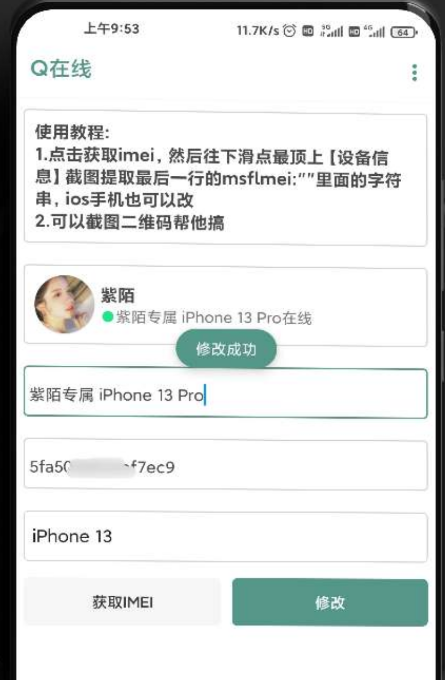 上午9:53
11.7K/s HD 5G HD 4G 64
Q在线
使用教程:
1.点击获取imei，然后往下滑点最顶上【设备信
息】截图提取最后一行的msfImei:""里面的字符
串，ios手机也可以改
2.可以截图二维码帮他搞
紫陌
紫陌专属 iPhone 13 Pro在线
修改成功
紫陌专属 iPhone 13 Pro
5fa50 f7ec9
iPhone 13
获取IMEI
修改